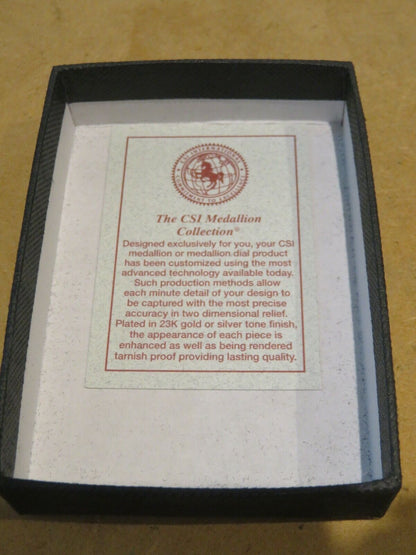 CSI INTERNATIONAL
The CSI Medallion
Collection®
Designed exclusively for you, your CSI
medallion or medallion dial product
has been customized using the most
advanced technology available today.
Such production methods allow
each minute detail of your design to
be captured with the most precise
accuracy in two dimensional relief.
Plated in 23K gold or silver tone finish,
the appearance of each piece is
enhanced as well as being rendered
tarnish proof providing lasting quality.